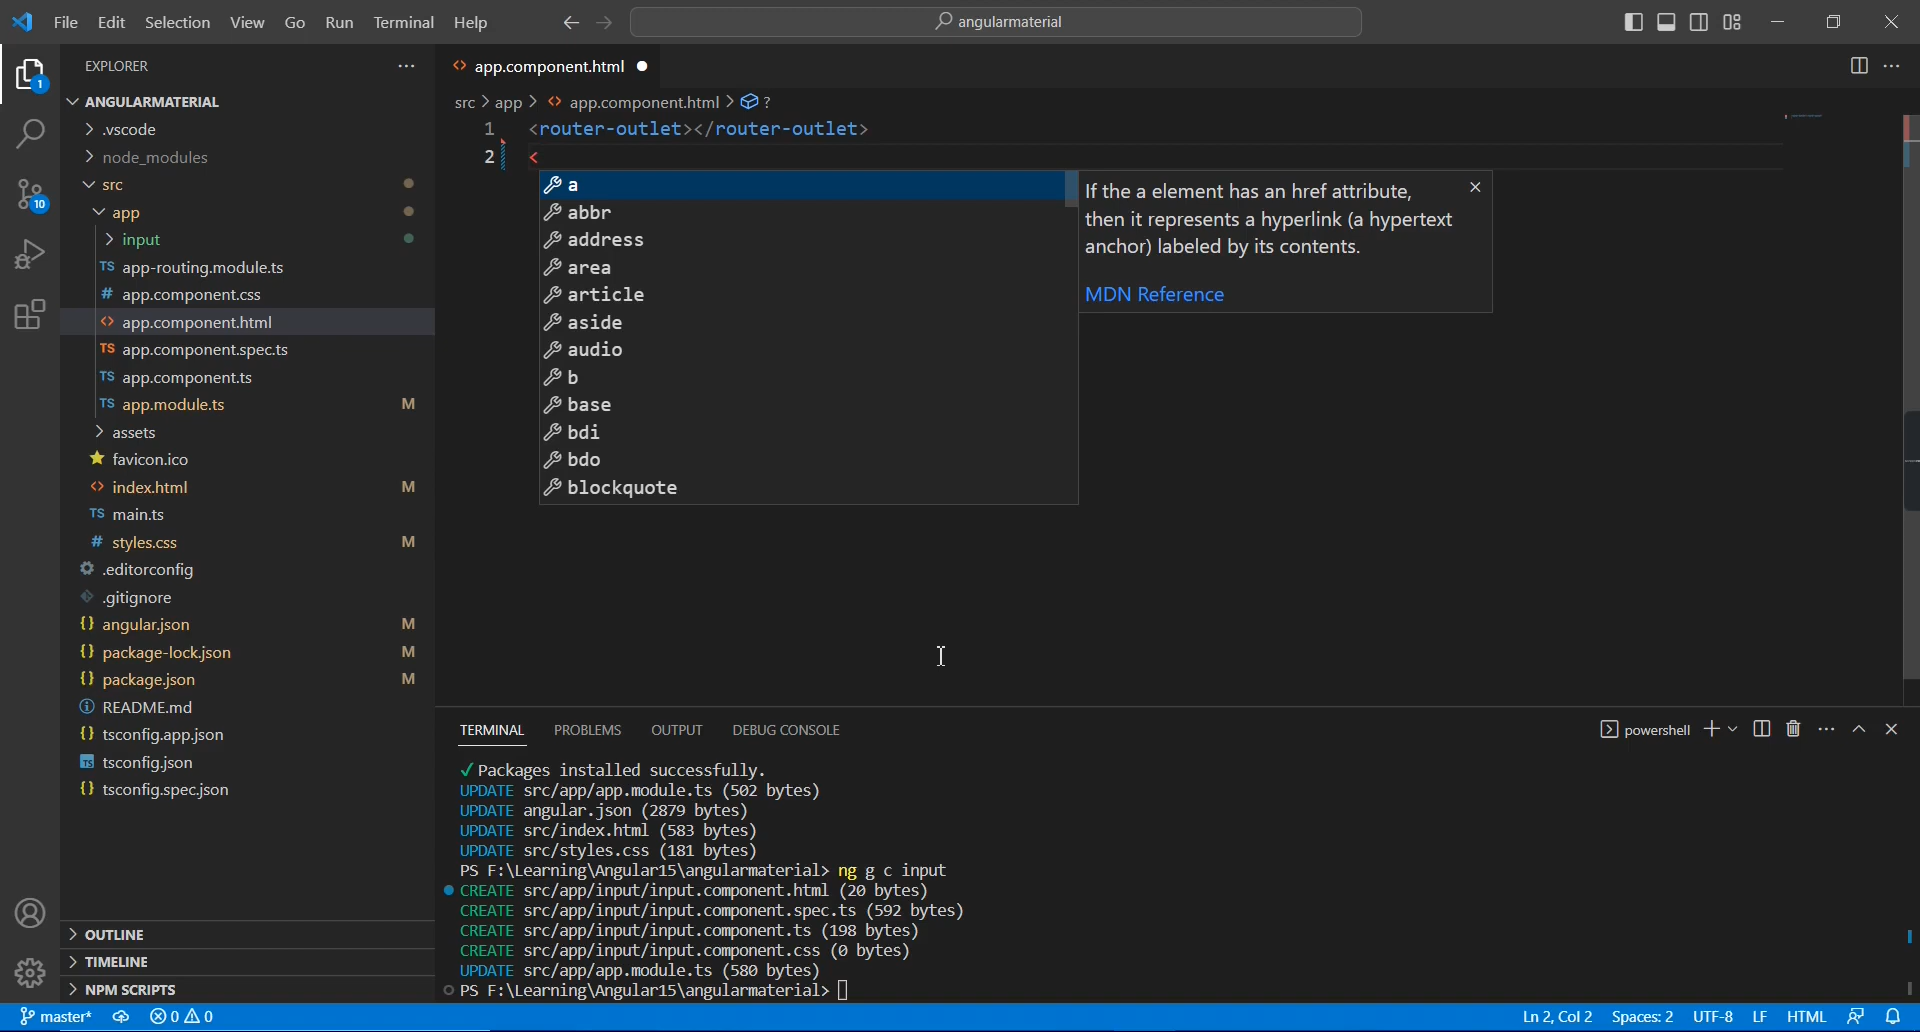 File Edit Selection View Go Run Terminal Help
angularmaterial
EXPLORER
ANGULARMATERIAL
.vscode
node_modules
src
app
input
TS app-routing.module.ts
# app.component.css
<> app.component.html
TS app.component.spec.ts
TS app.component.ts
TS app.module.ts M
assets
favicon.ico
<> index.html M
TS main.ts
# styles.css M
.editorconfig
.gitignore
{} angular.json M
{} package-lock.json M
{} package.json M
README.md
{} tsconfig.app.json
TS tsconfig.json
{} tsconfig.spec.json
OUTLINE
TIMELINE
NPM SCRIPTS
1
10
<> app.component.html
src > app > <> app.component.html > ?
1 <router-outlet></router-outlet>
2 <
a
abbr
address
area
article
aside
audio
b
base
bdi
bdo
blockquote
If the a element has an href attribute,
then it represents a hyperlink (a hypertext
anchor) labeled by its contents.
MDN Reference
TERMINAL PROBLEMS OUTPUT DEBUG CONSOLE
powershell
✓ Packages installed successfully.
UPDATE src/app/app.module.ts (502 bytes)
UPDATE angular.json (2879 bytes)
UPDATE src/index.html (583 bytes)
UPDATE src/styles.css (181 bytes)
PS F:\Learning\Angular15\angularmaterial> ng g c input
CREATE src/app/input/input.component.html (20 bytes)
CREATE src/app/input/input.component.spec.ts (592 bytes)
CREATE src/app/input/input.component.ts (198 bytes)
CREATE src/app/input/input.component.css (0 bytes)
UPDATE src/app/app.module.ts (580 bytes)
PS F:\Learning\Angular15\angularmaterial>
master* 0 0
Ln 2, Col 2 Spaces: 2 UTF-8 LF HTML